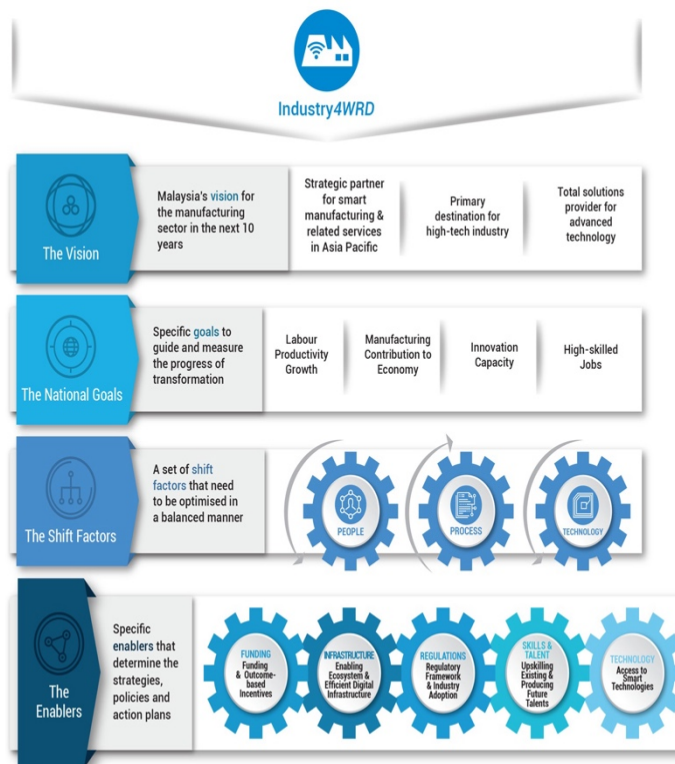 Industry4WRD
The Vision
Malaysia's vision for
the manufacturing
sector in the next 10
years
Strategic partner
for smart
manufacturing &
related services
in Asia Pacific
Primary
destination for
high-tech industry
Total solutions
provider for
advanced
technology
The National Goals
Specific goals to
guide and measure
the progress of
transformation
Labour
Productivity
Growth
Manufacturing
Contribution to
Economy
Innovation
Capacity
High-skilled
Jobs
The Shift Factors
A set of shift
factors that need
to be optimised in
a balanced manner
PEOPLE
PROCESS
TECHNOLOGY
The
Enablers
Specific
enablers that
determine the
strategies,
policies and
action plans
FUNDING
Funding
& Outcome-
based
Incentives
INFRASTRUCTURE
Enabling
Ecosystem &
Efficient Digital
Infrastructure
REGULATIONS
Regulatory
Framework
& Industry
Adoption
SKILLS &
TALENT
Upskilling
Existing &
Producing
Future
Talents
TECHNOLOGY
Access to
Smart
Technologies